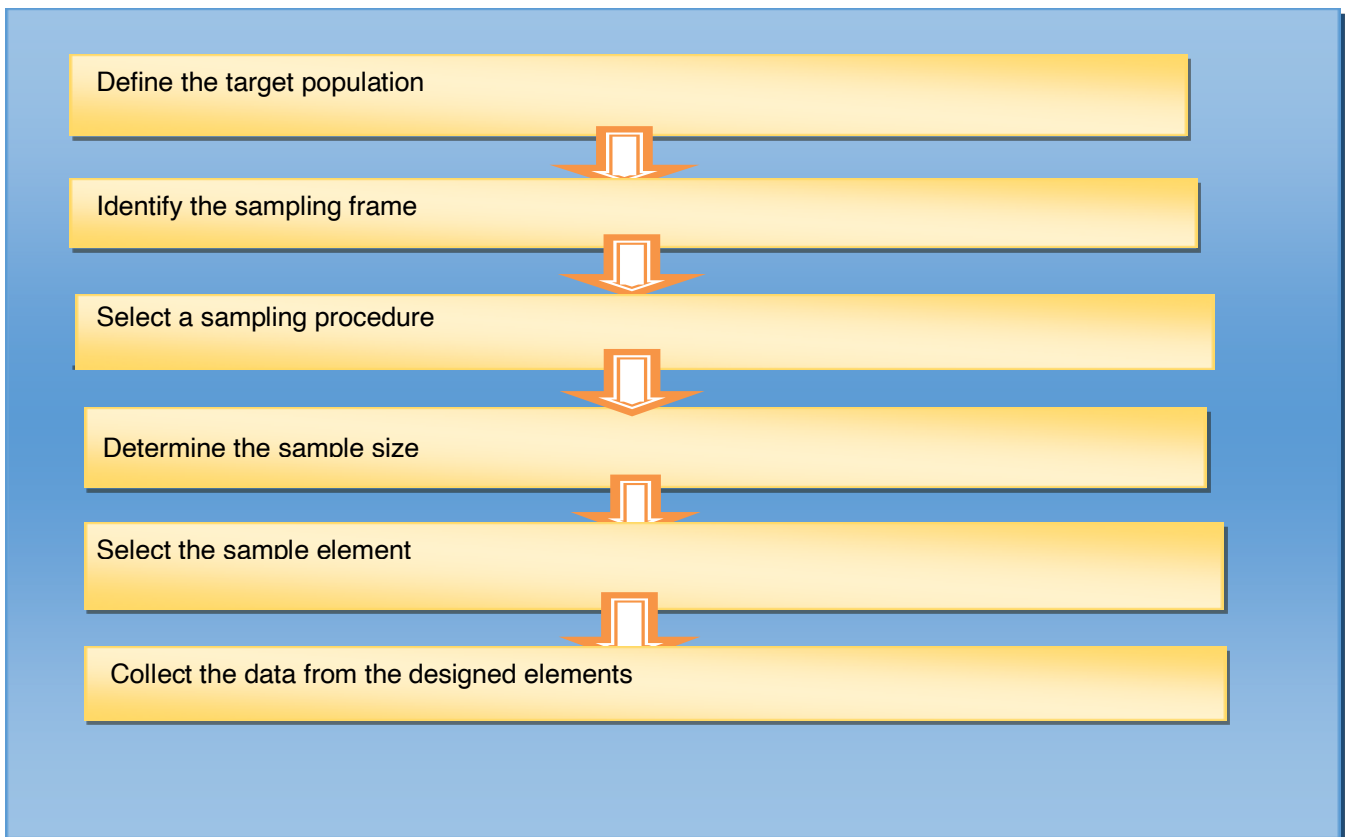 Define the target population
Identify the sampling frame
Select a sampling procedure
Determine the sample size
Select the sample element
Collect the data from the designed elements